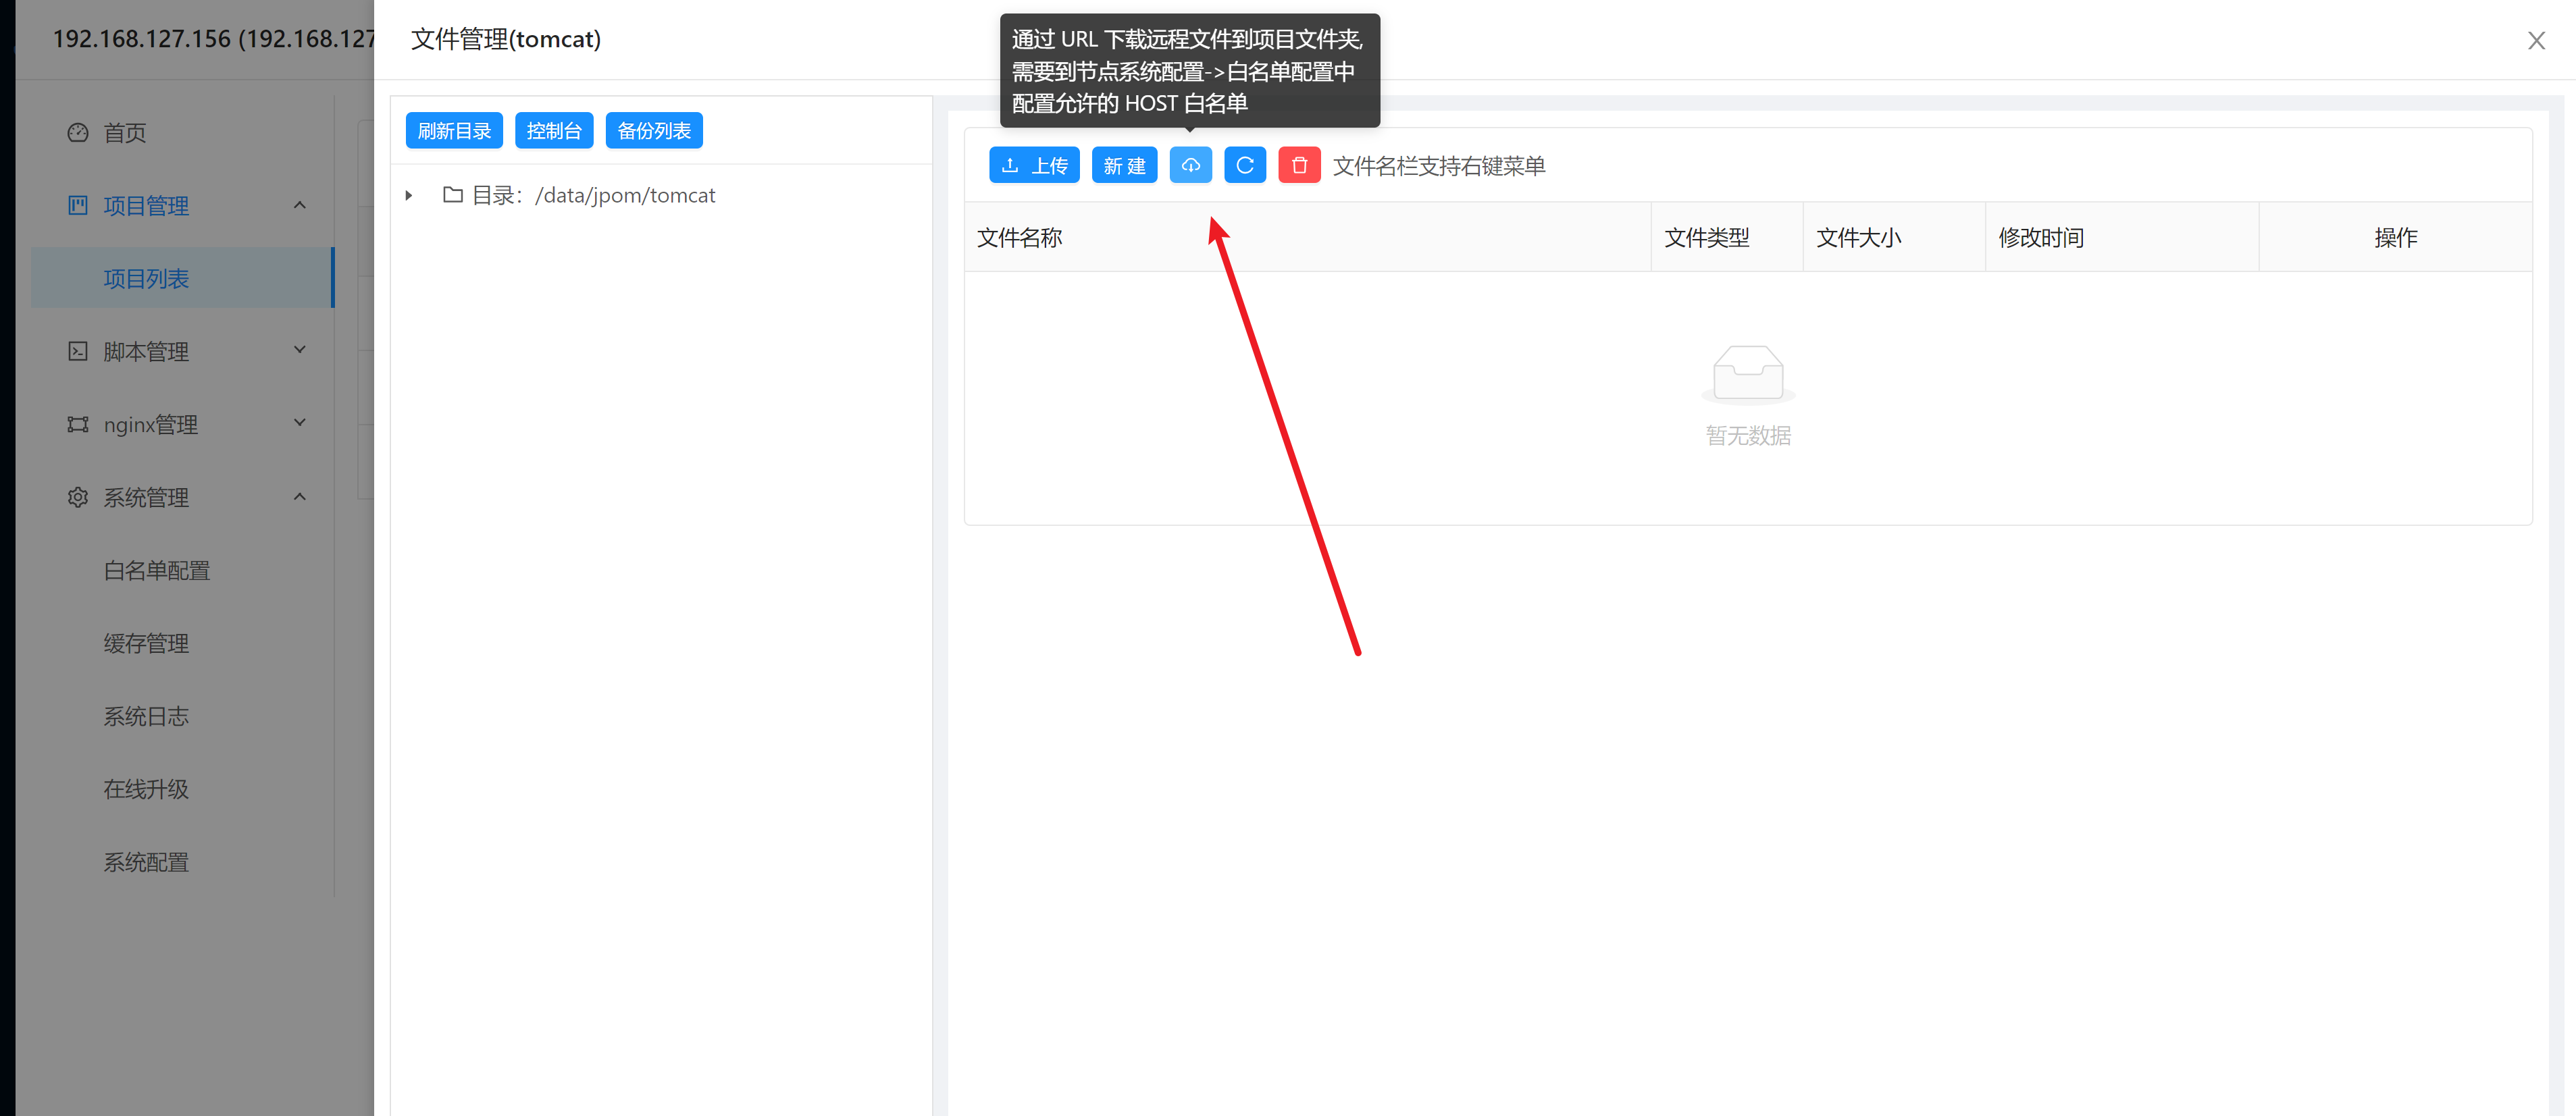 192.168.127.156 (192.168.127
首页
项目管理
项目列表
脚本管理
nginx管理
系统管理
白名单配置
缓存管理
系统日志
在线升级
系统配置
文件管理(tomcat)
刷新目录 控制台 备份列表
目录：/data/jpom/tomcat
通过 URL 下载远程文件到项目文件夹,
需要到节点系统配置->白名单配置中
配置允许的 HOST 白名单
上传 新 建 文件名栏支持右键菜单
文件名称 文件类型 文件大小 修改时间 操作
暂无数据